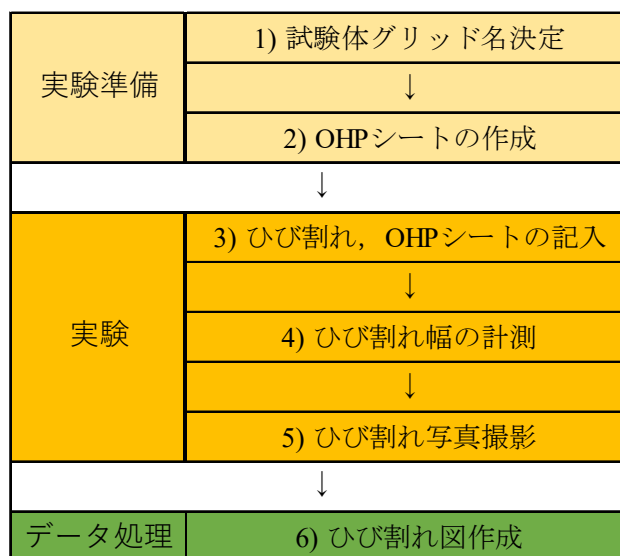 1) 試験体グリッド名決定
実験準備
↓
2) OHPシートの作成
↓
3) ひび割れ，OHPシートの記入
↓
実験
4) ひび割れ幅の計測
↓
5) ひび割れ写真撮影
↓
データ処理
6) ひび割れ図作成